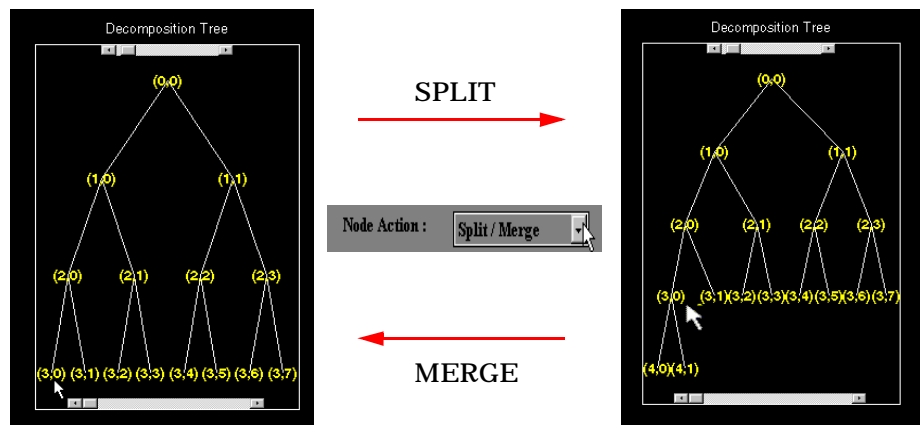 Decomposition Tree
(0,0)
(1,0) (1,1)
(2,0) (2,1) (2,2) (2,3)
(3,0) (3,1) (3,2) (3,3) (3,4) (3,5) (3,6) (3,7)
SPLIT
Node Action : Split / Merge
MERGE
Decomposition Tree
(0,0)
(1,0) (1,1)
(2,0) (2,1) (2,2) (2,3)
(3,0) (3,1)(3,2)(3,3)(3,4)(3,5)(3,6)(3,7)
(4,0)(4,1)